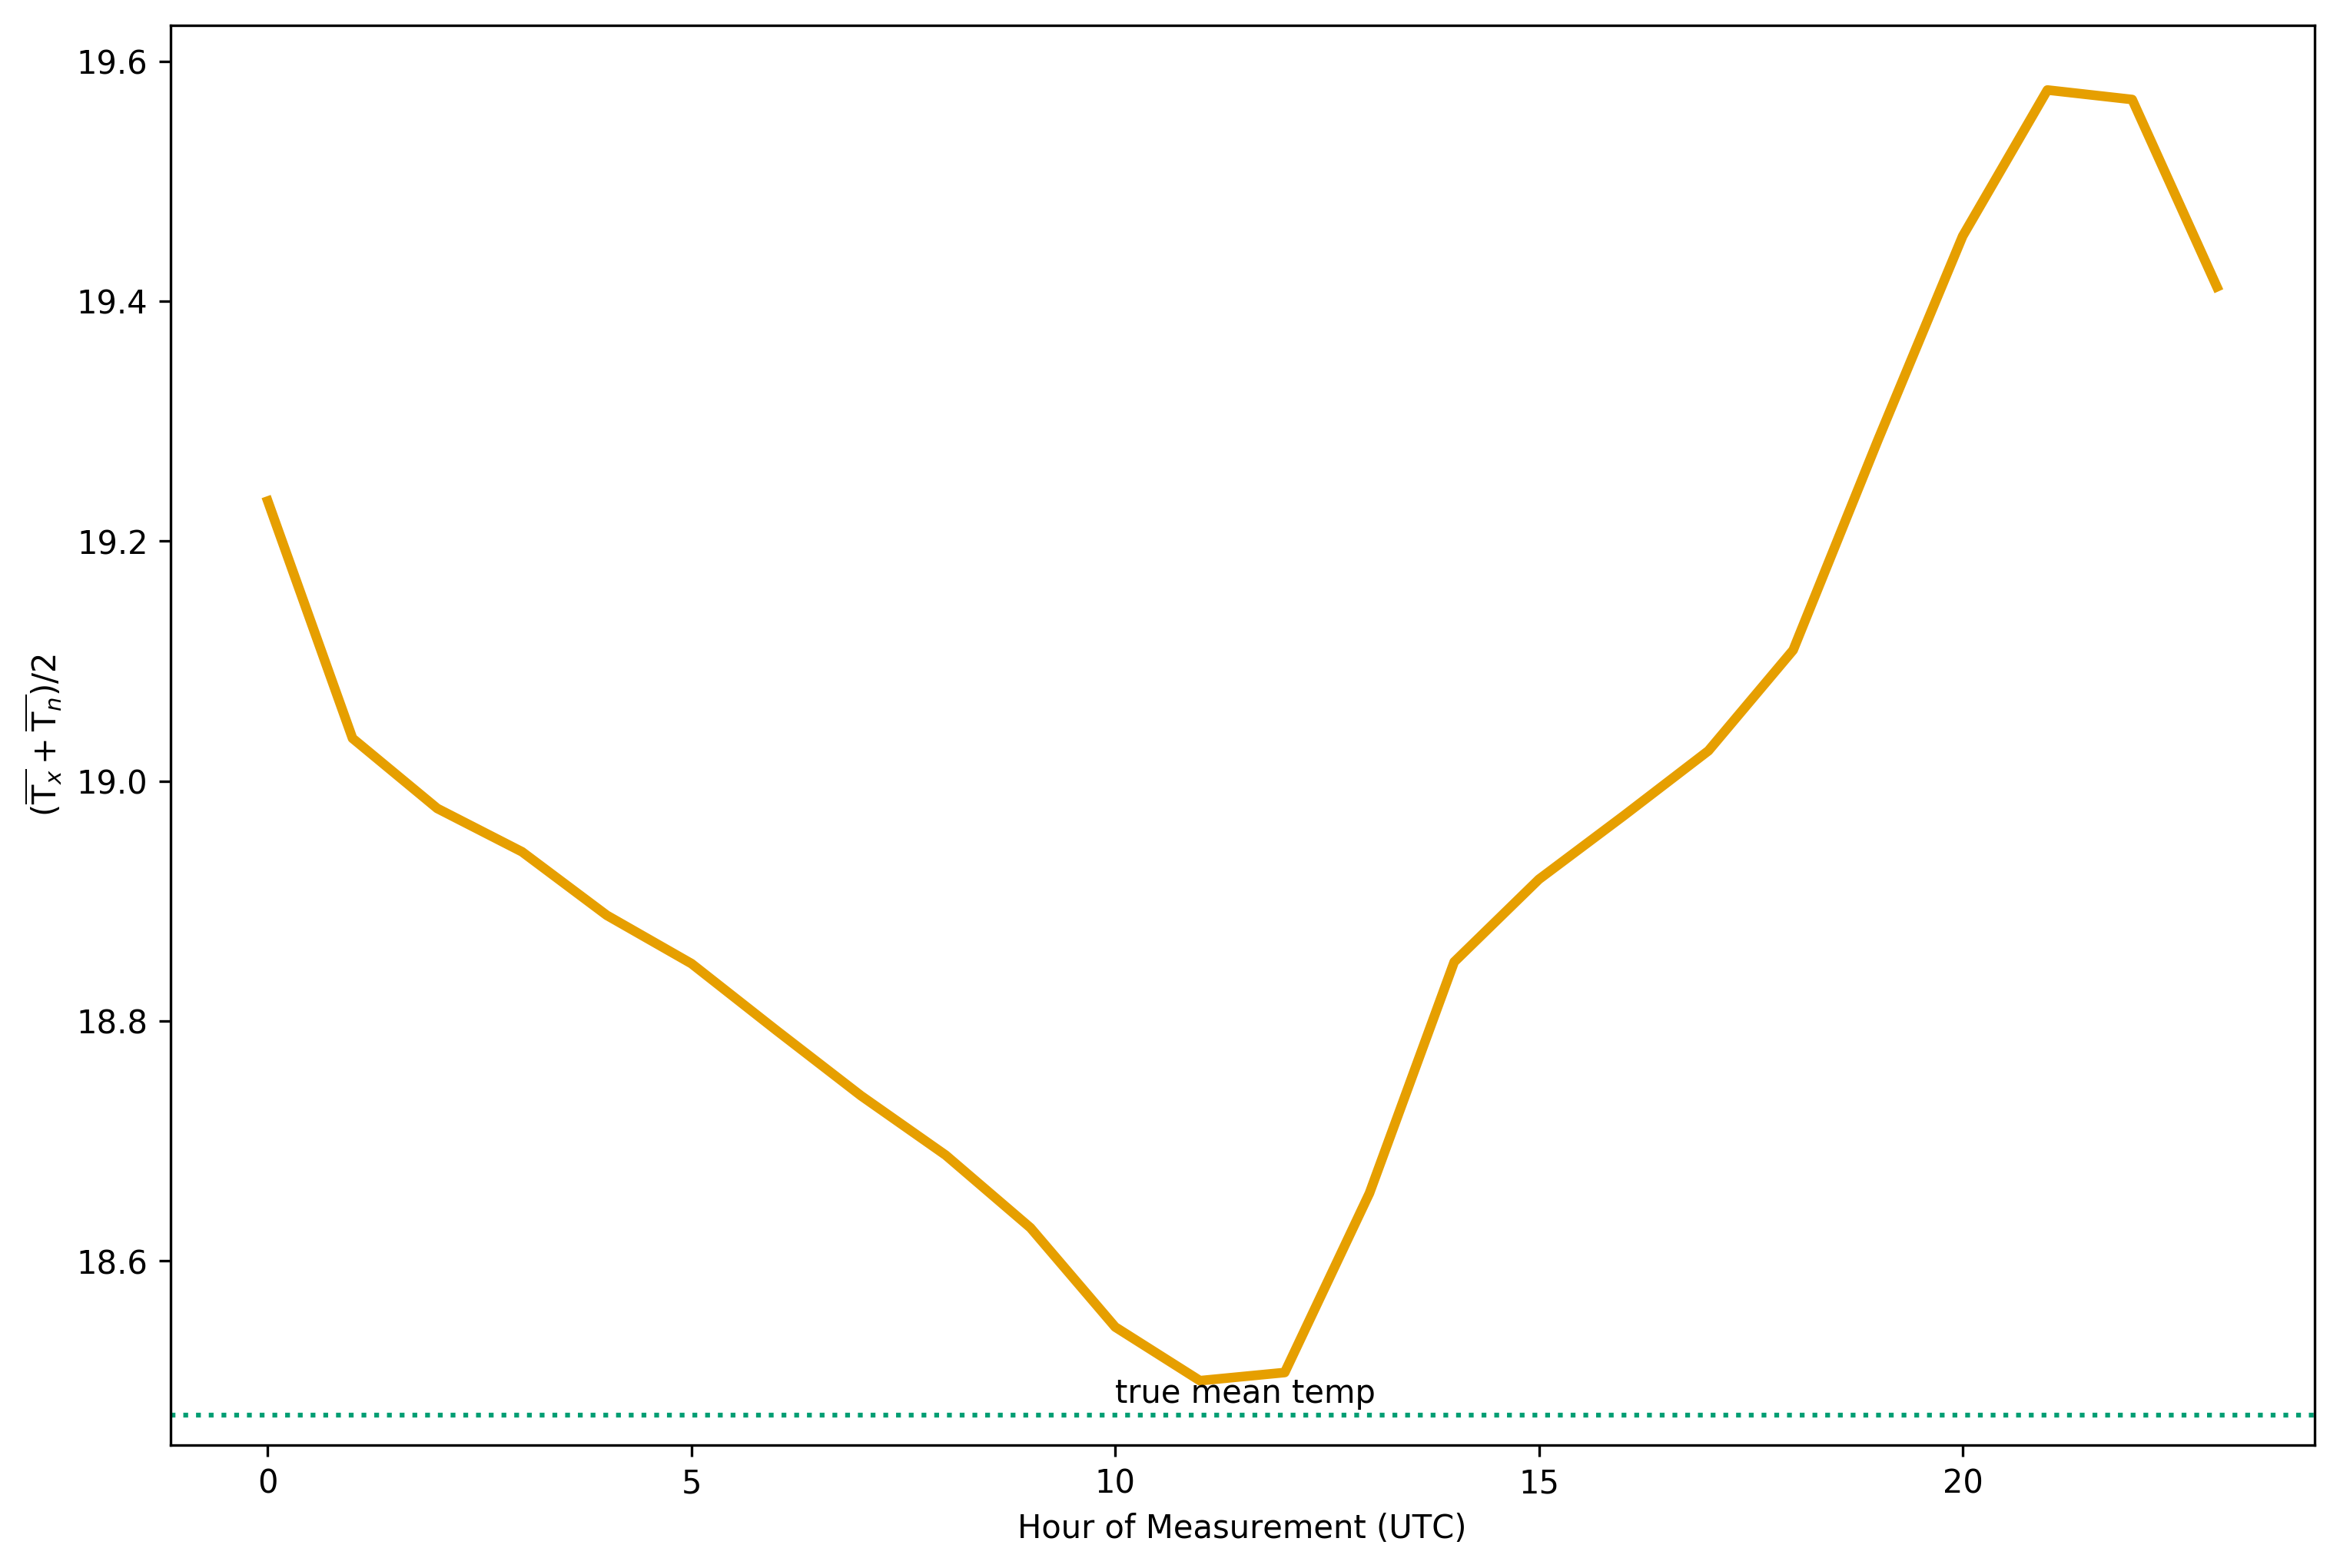 19.6
19.4
19.2
19.0
18.8
18.6
(T̅ₓ + T̅ₙ)/2
true mean temp
0 5 10 15 20
Hour of Measurement (UTC)